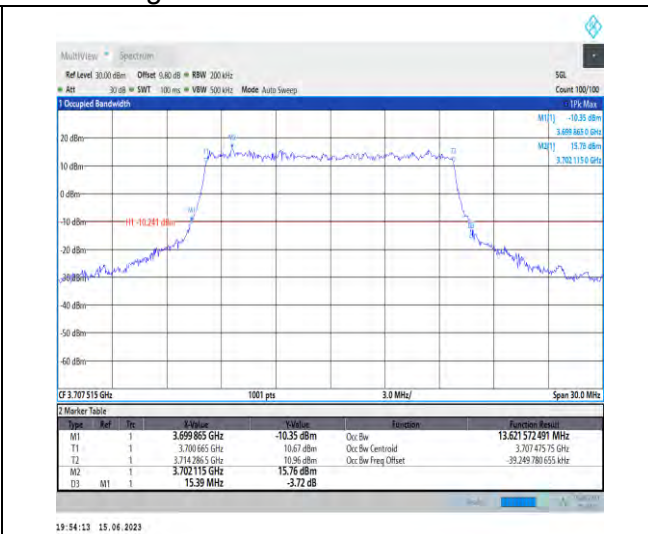 MultiView Spectrum
Ref Level 30.00 dBm Offset 9.80 dB RBW 200 kHz SGL
Att 30 dB SWT 100 ms VBW 500 kHz Mode Auto Sweep Count 100/100
1 Occupied Bandwidth 1Pk Max
M1[1] -10.35 dBm
3.699 865 0 GHz
M2[1] 15.76 dBm
3.702 115 0 GHz
20 dBm
10 dBm
0 dBm
-10 dBm H1 -10.241 dBm
-20 dBm
-30 dBm
-40 dBm
-50 dBm
-60 dBm
T1
M2
T2
M1
CF 3.707 515 GHz 1001 pts 3.0 MHz/ Span 30.0 MHz
2 Marker Table
Type Ref Trc X-Value Y-Value Function Function Result
M1 1 3.699 865 GHz -10.35 dBm Occ Bw 13.621 572 491 MHz
T1 1 3.700 665 GHz 10.67 dBm Occ Bw Centroid 3.707 475 75 GHz
T2 1 3.714 286 5 GHz 10.96 dBm Occ Bw Freq Offset -39.249 780 655 kHz
M2 1 3.702 115 GHz 15.76 dBm
D3 M1 1 15.39 MHz -3.72 dB
19:54:13 15.06.2023